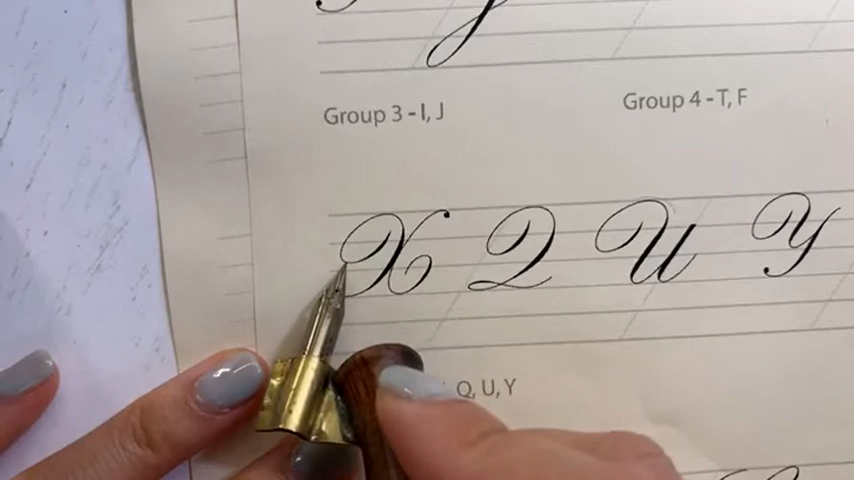 Group 3 - I, J
Group 4 - T, F
X Q U Y
Q, U, Y